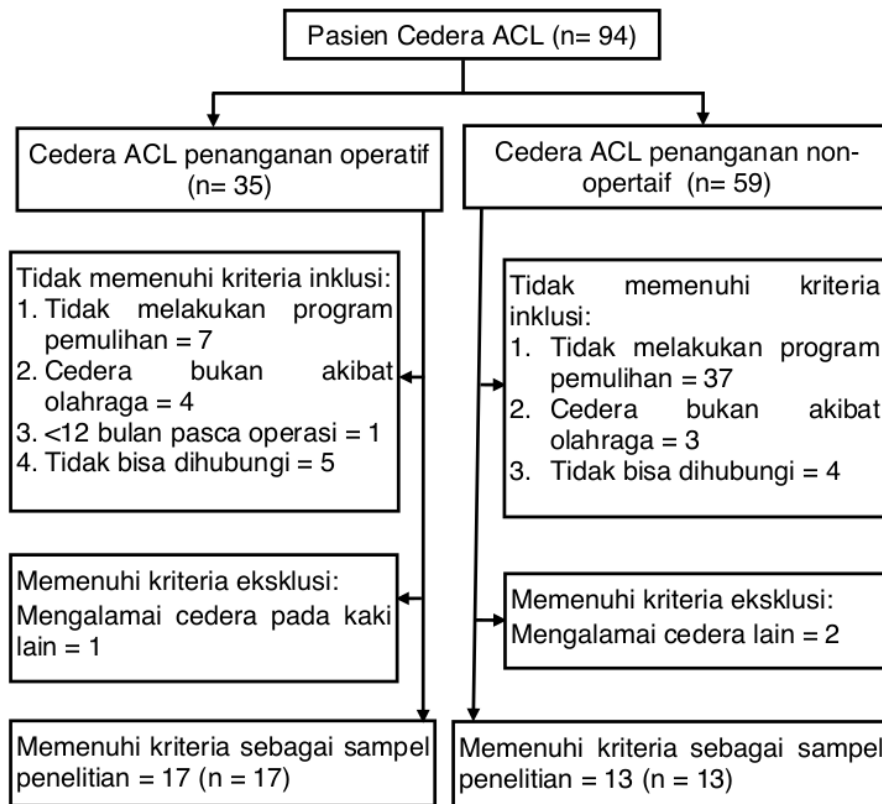 Pasien Cedera ACL (n= 94)
Cedera ACL penanganan operatif
(n= 35)
Cedera ACL penanganan non-
opertaif (n= 59)
Tidak memenuhi kriteria inklusi:
1. Tidak melakukan program
pemulihan = 7
2. Cedera bukan akibat
olahraga = 4
3. <12 bulan pasca operasi = 1
4. Tidak bisa dihubungi = 5
Tidak memenuhi kriteria
inklusi:
1. Tidak melakukan program
pemulihan = 37
2. Cedera bukan akibat
olahraga = 3
3. Tidak bisa dihubungi = 4
Memenuhi kriteria eksklusi:
Mengalamai cedera pada kaki
lain = 1
Memenuhi kriteria eksklusi:
Mengalamai cedera lain = 2
Memenuhi kriteria sebagai sampel
penelitian = 17 (n = 17)
Memenuhi kriteria sebagai sampel
penelitian = 13 (n = 13)